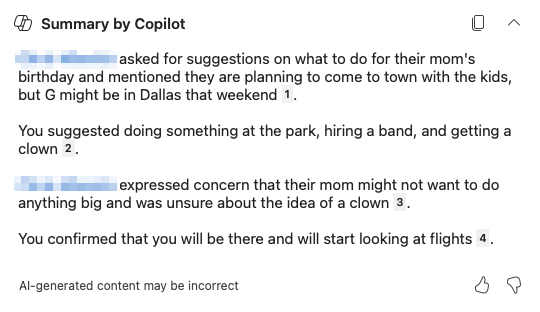 Summary by Copilot
asked for suggestions on what to do for their mom's
birthday and mentioned they are planning to come to town with the kids,
but G might be in Dallas that weekend 1.
You suggested doing something at the park, hiring a band, and getting a
clown 2.
expressed concern that their mom might not want to do
anything big and was unsure about the idea of a clown 3.
You confirmed that you will be there and will start looking at flights 4.
AI-generated content may be incorrect